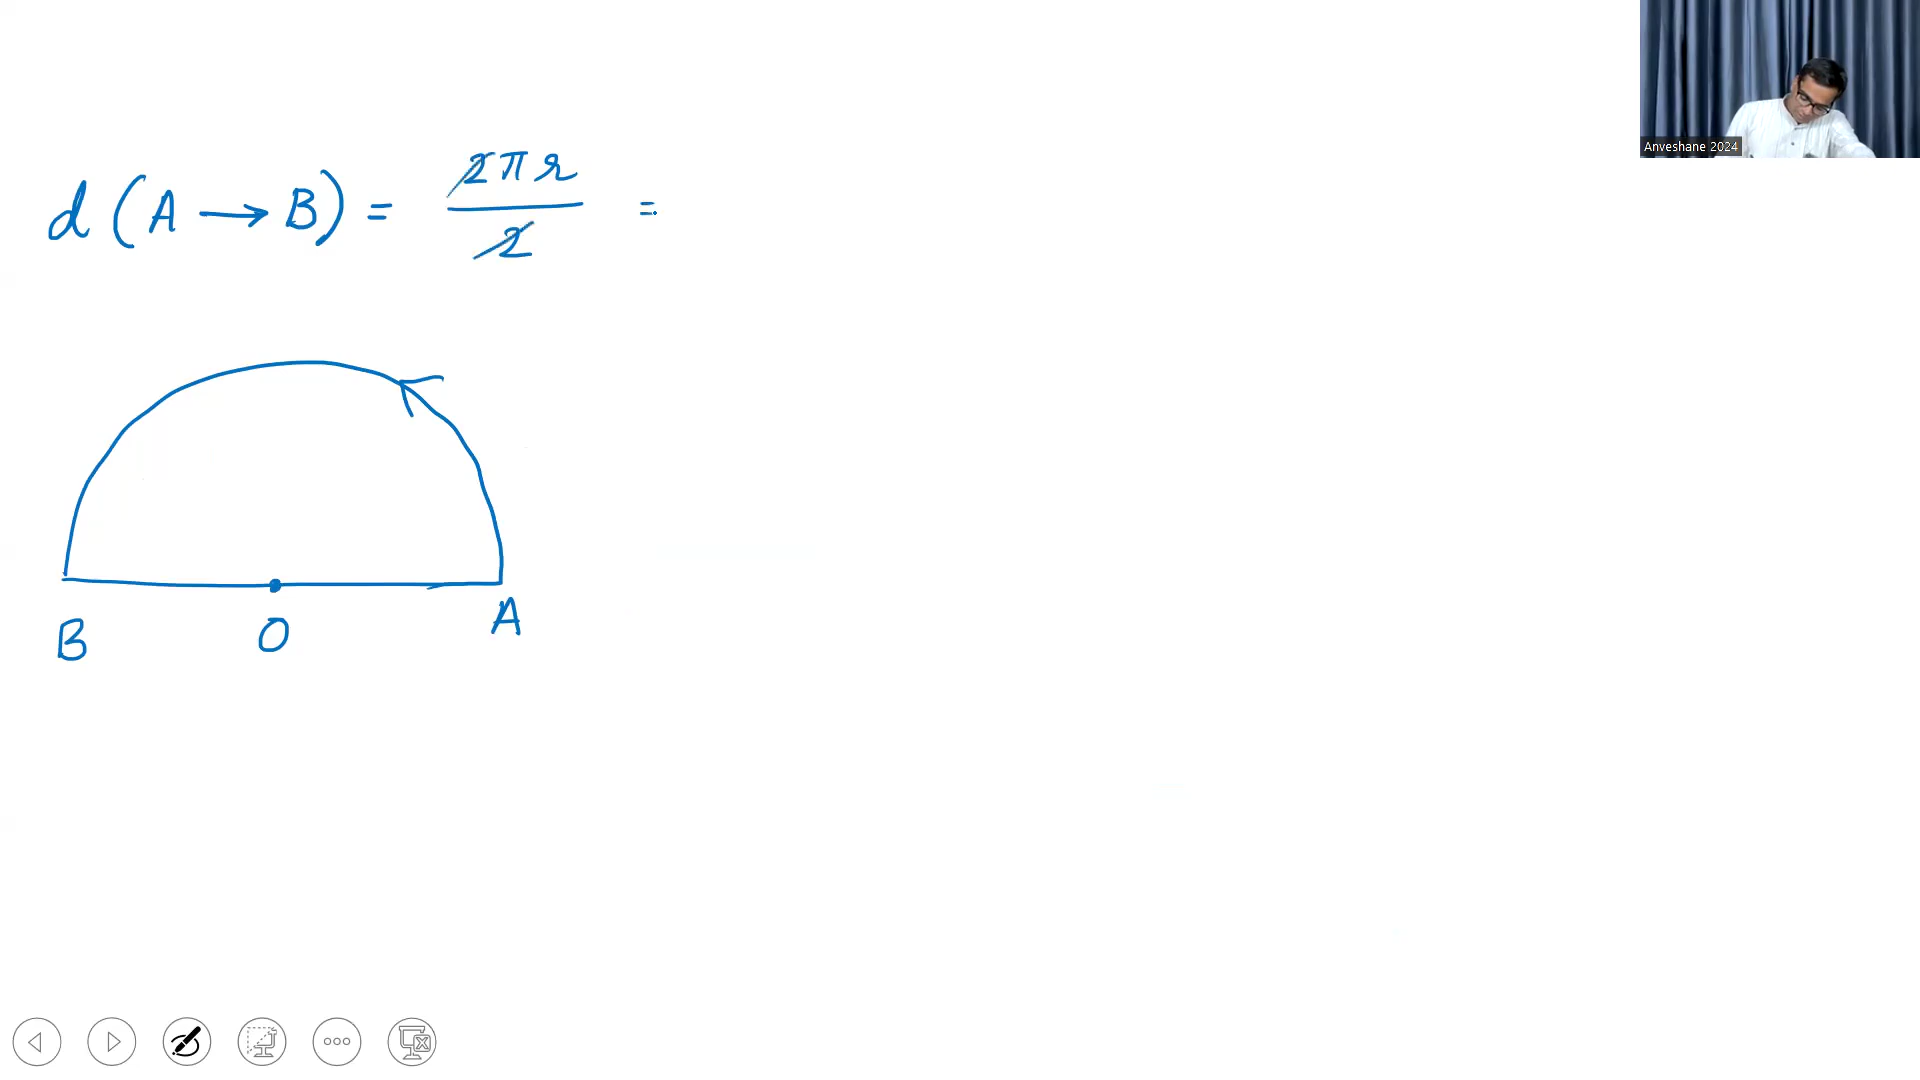 Anveshane 2024
d (A → B) = 2πr / 2 =
B O A